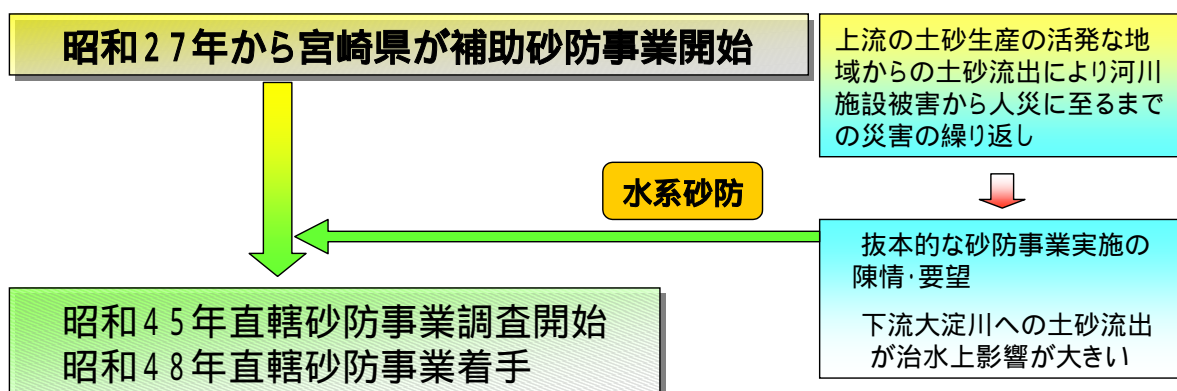 昭和27年から宮崎県が補助砂防事業開始
上流の土砂生産の活発な地
域からの土砂流出により河川
施設被害から人災に至るまで
の災害の繰り返し
水系砂防
抜本的な砂防事業実施の
陳情・要望
下流大淀川への土砂流出
が治水上影響が大きい
昭和45年直轄砂防事業調査開始
昭和48年直轄砂防事業着手